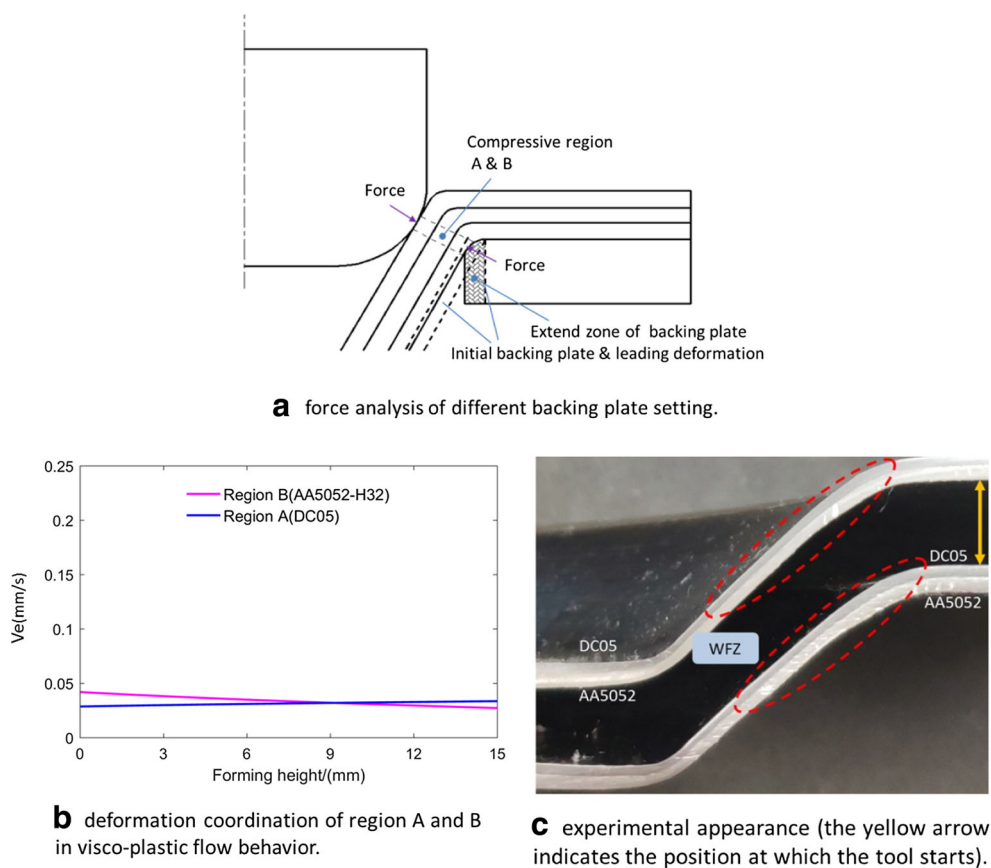 Compressive region
A & B
Force
Force
Extend zone of backing plate
Initial backing plate & leading deformation
a force analysis of different backing plate setting.
0.25
0.2
0.15
0.1
0.05
0
Ve(mm/s)
Region B(AA5052-H32)
Region A(DC05)
0 3 6 9 12 15
Forming height/(mm)
b deformation coordination of region A and B
in visco-plastic flow behavior.
DC05
AA5052
WFZ
DC05
AA5052
c experimental appearance (the yellow arrow
indicates the position at which the tool starts).